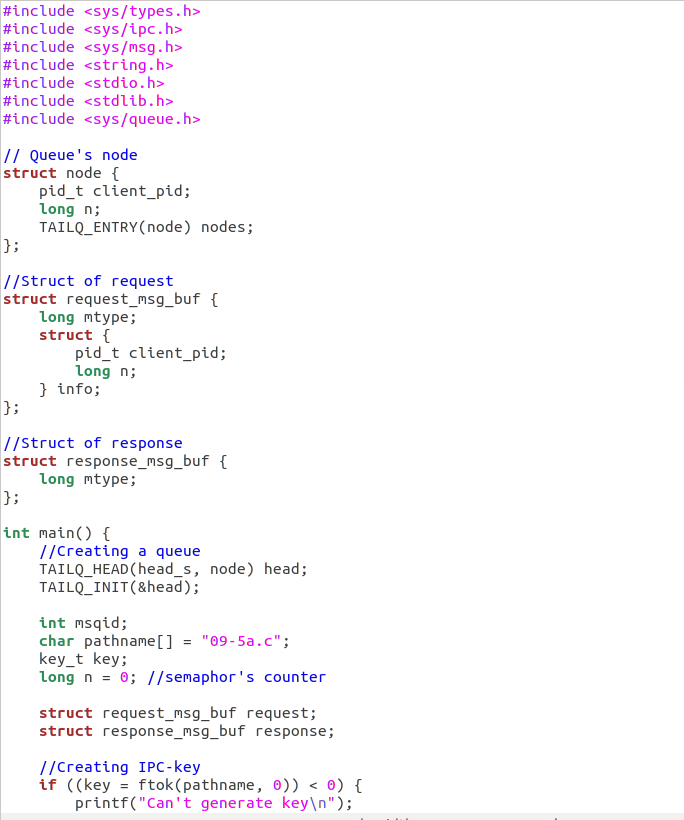 #include <sys/types.h>
#include <sys/ipc.h>
#include <sys/msg.h>
#include <string.h>
#include <stdio.h>
#include <stdlib.h>
#include <sys/queue.h>

// Queue's node
struct node {
    pid_t client_pid;
    long n;
    TAILQ_ENTRY(node) nodes;
};

//Struct of request
struct request_msg_buf {
    long mtype;
    struct {
        pid_t client_pid;
        long n;
    } info;
};

//Struct of response
struct response_msg_buf {
    long mtype;
};

int main() {
    //Creating a queue
    TAILQ_HEAD(head_s, node) head;
    TAILQ_INIT(&head);

    int msqid;
    char pathname[] = "09-5a.c";
    key_t key;
    long n = 0; //semaphor's counter

    struct request_msg_buf request;
    struct response_msg_buf response;

    //Creating IPC-key
    if ((key = ftok(pathname, 0)) < 0) {
        printf("Can't generate key\n");